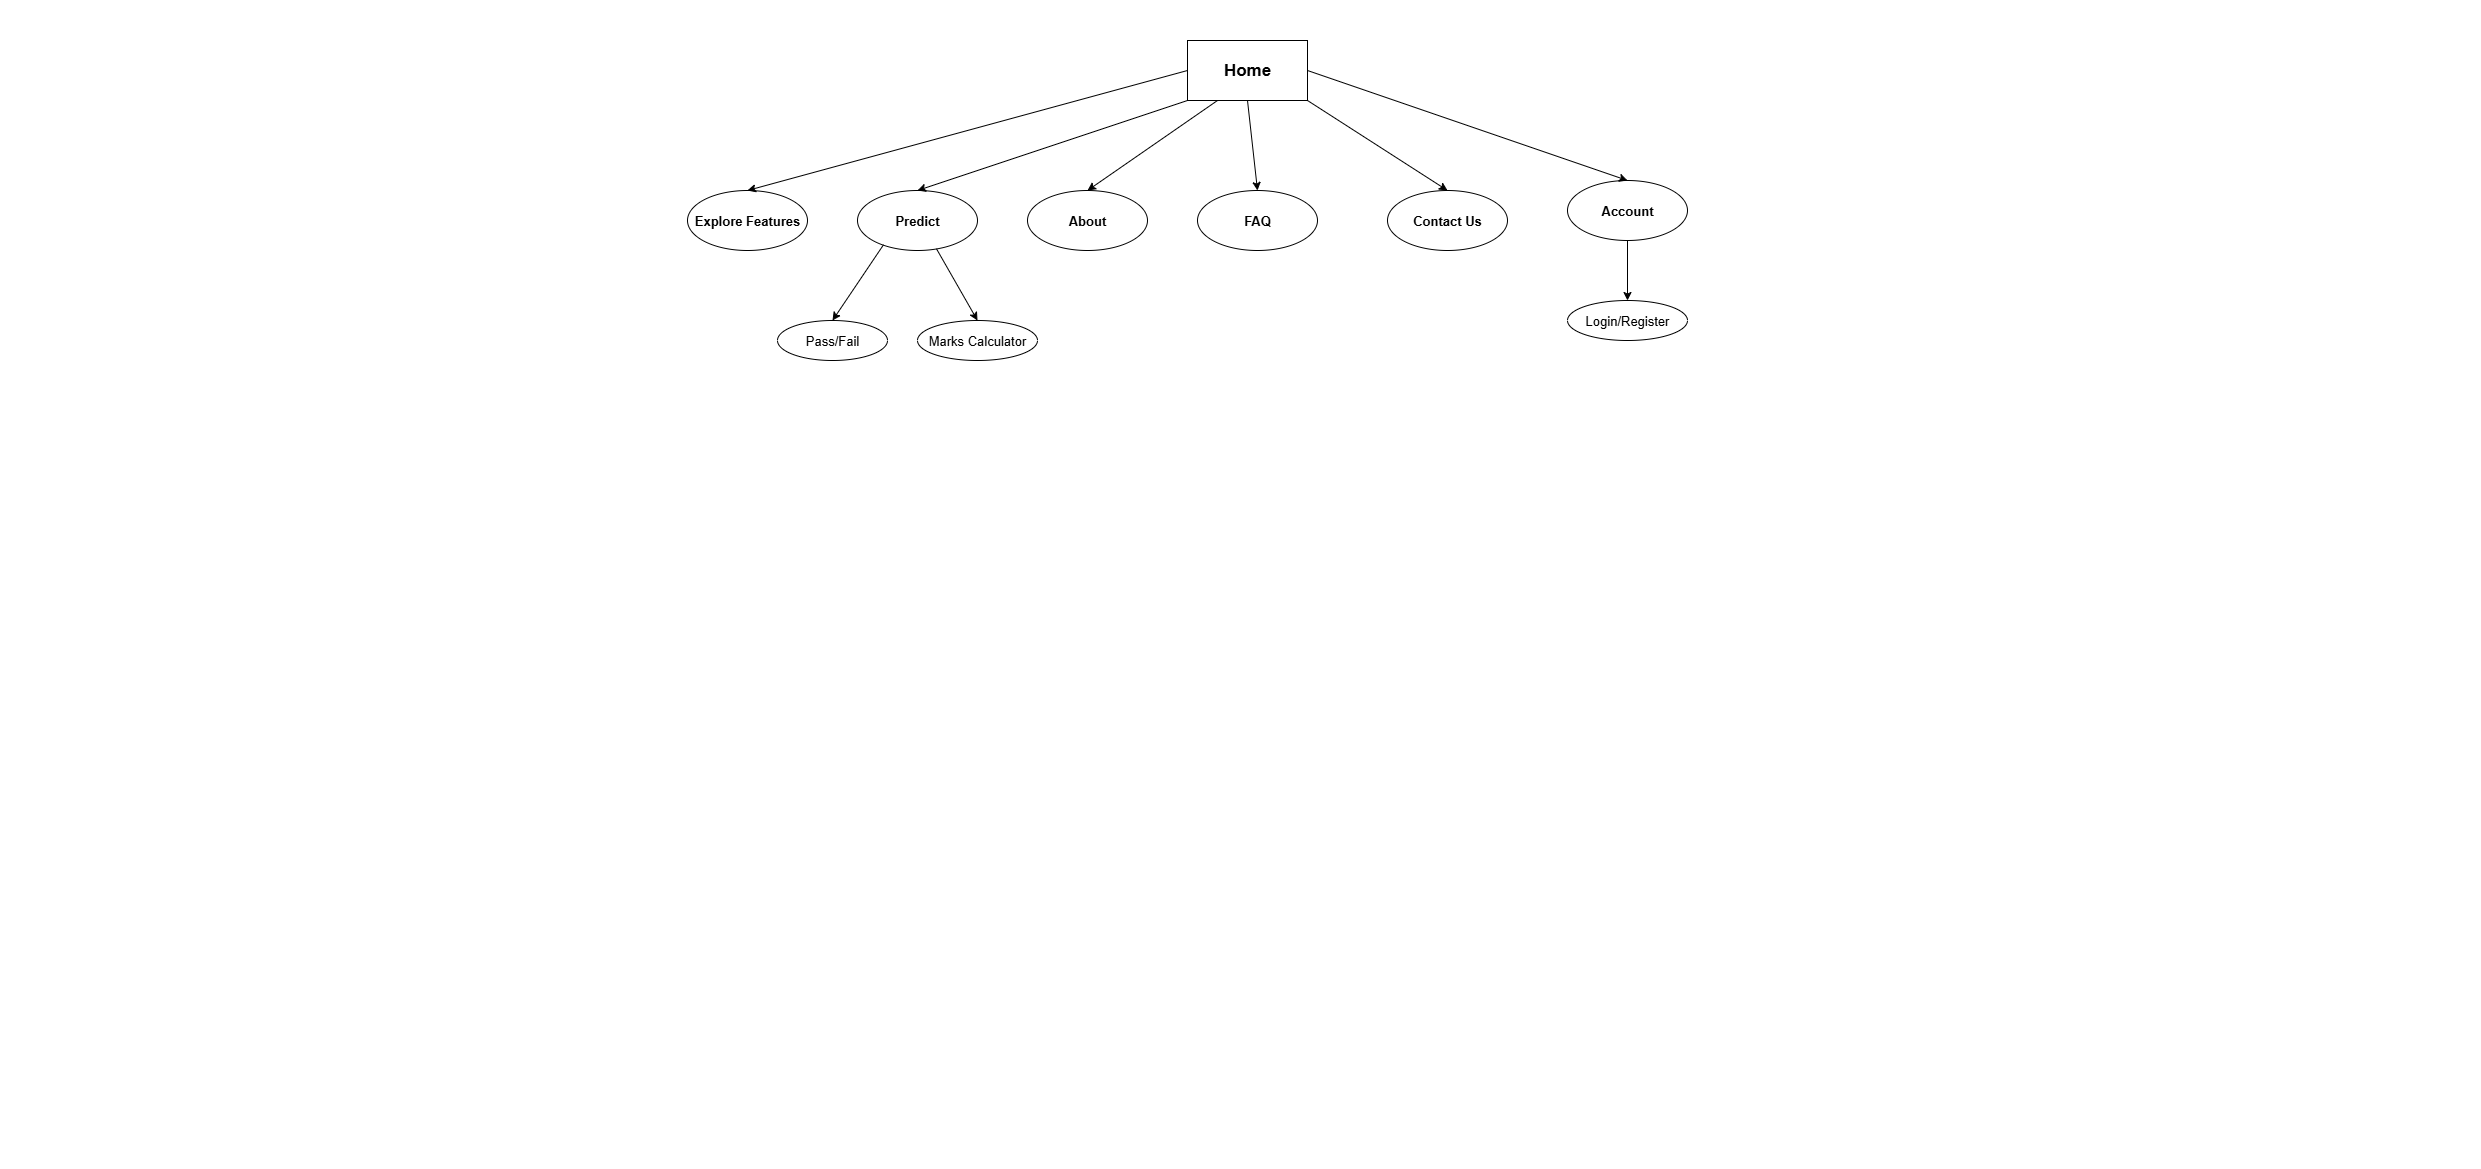 Home
Explore Features
Predict
About
FAQ
Contact Us
Account
Pass/Fail
Marks Calculator
Login/Register